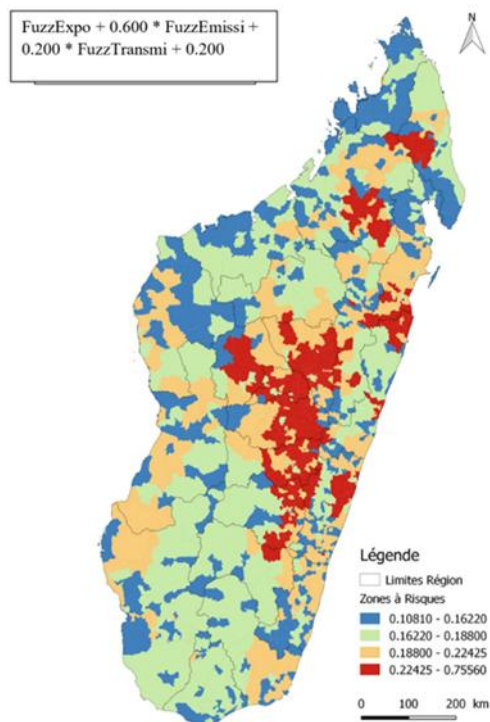 FuzzExpo + 0.600 * FuzzEmissi +
0.200 * FuzzTransmi + 0.200
N
Légende
Limites Région
Zones à Risques
0.10810 - 0.16220
0.16220 - 0.18800
0.18800 - 0.22425
0.22425 - 0.75560
0 100 200 km